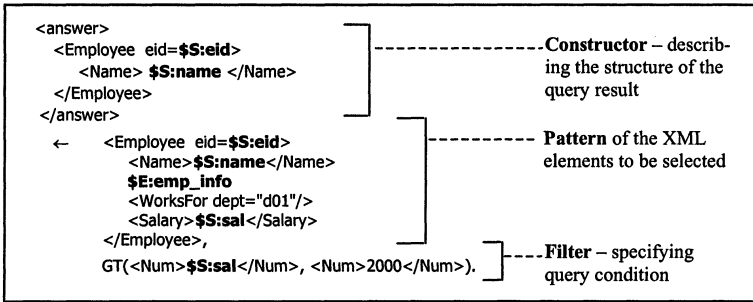 <answer>
<Employee eid=$S:eid>
<Name> $S:name </Name>
</Employee>
</answer>
Constructor – describ-
ing the structure of the
query result
← <Employee eid=$S:eid>
<Name>$S:name</Name>
$E:emp_info
<WorksFor dept="d01"/>
<Salary>$S:sal</Salary>
</Employee>,
Pattern of the XML
elements to be selected
GT(<Num>$S:sal</Num>, <Num>2000</Num>).
Filter – specifying
query condition